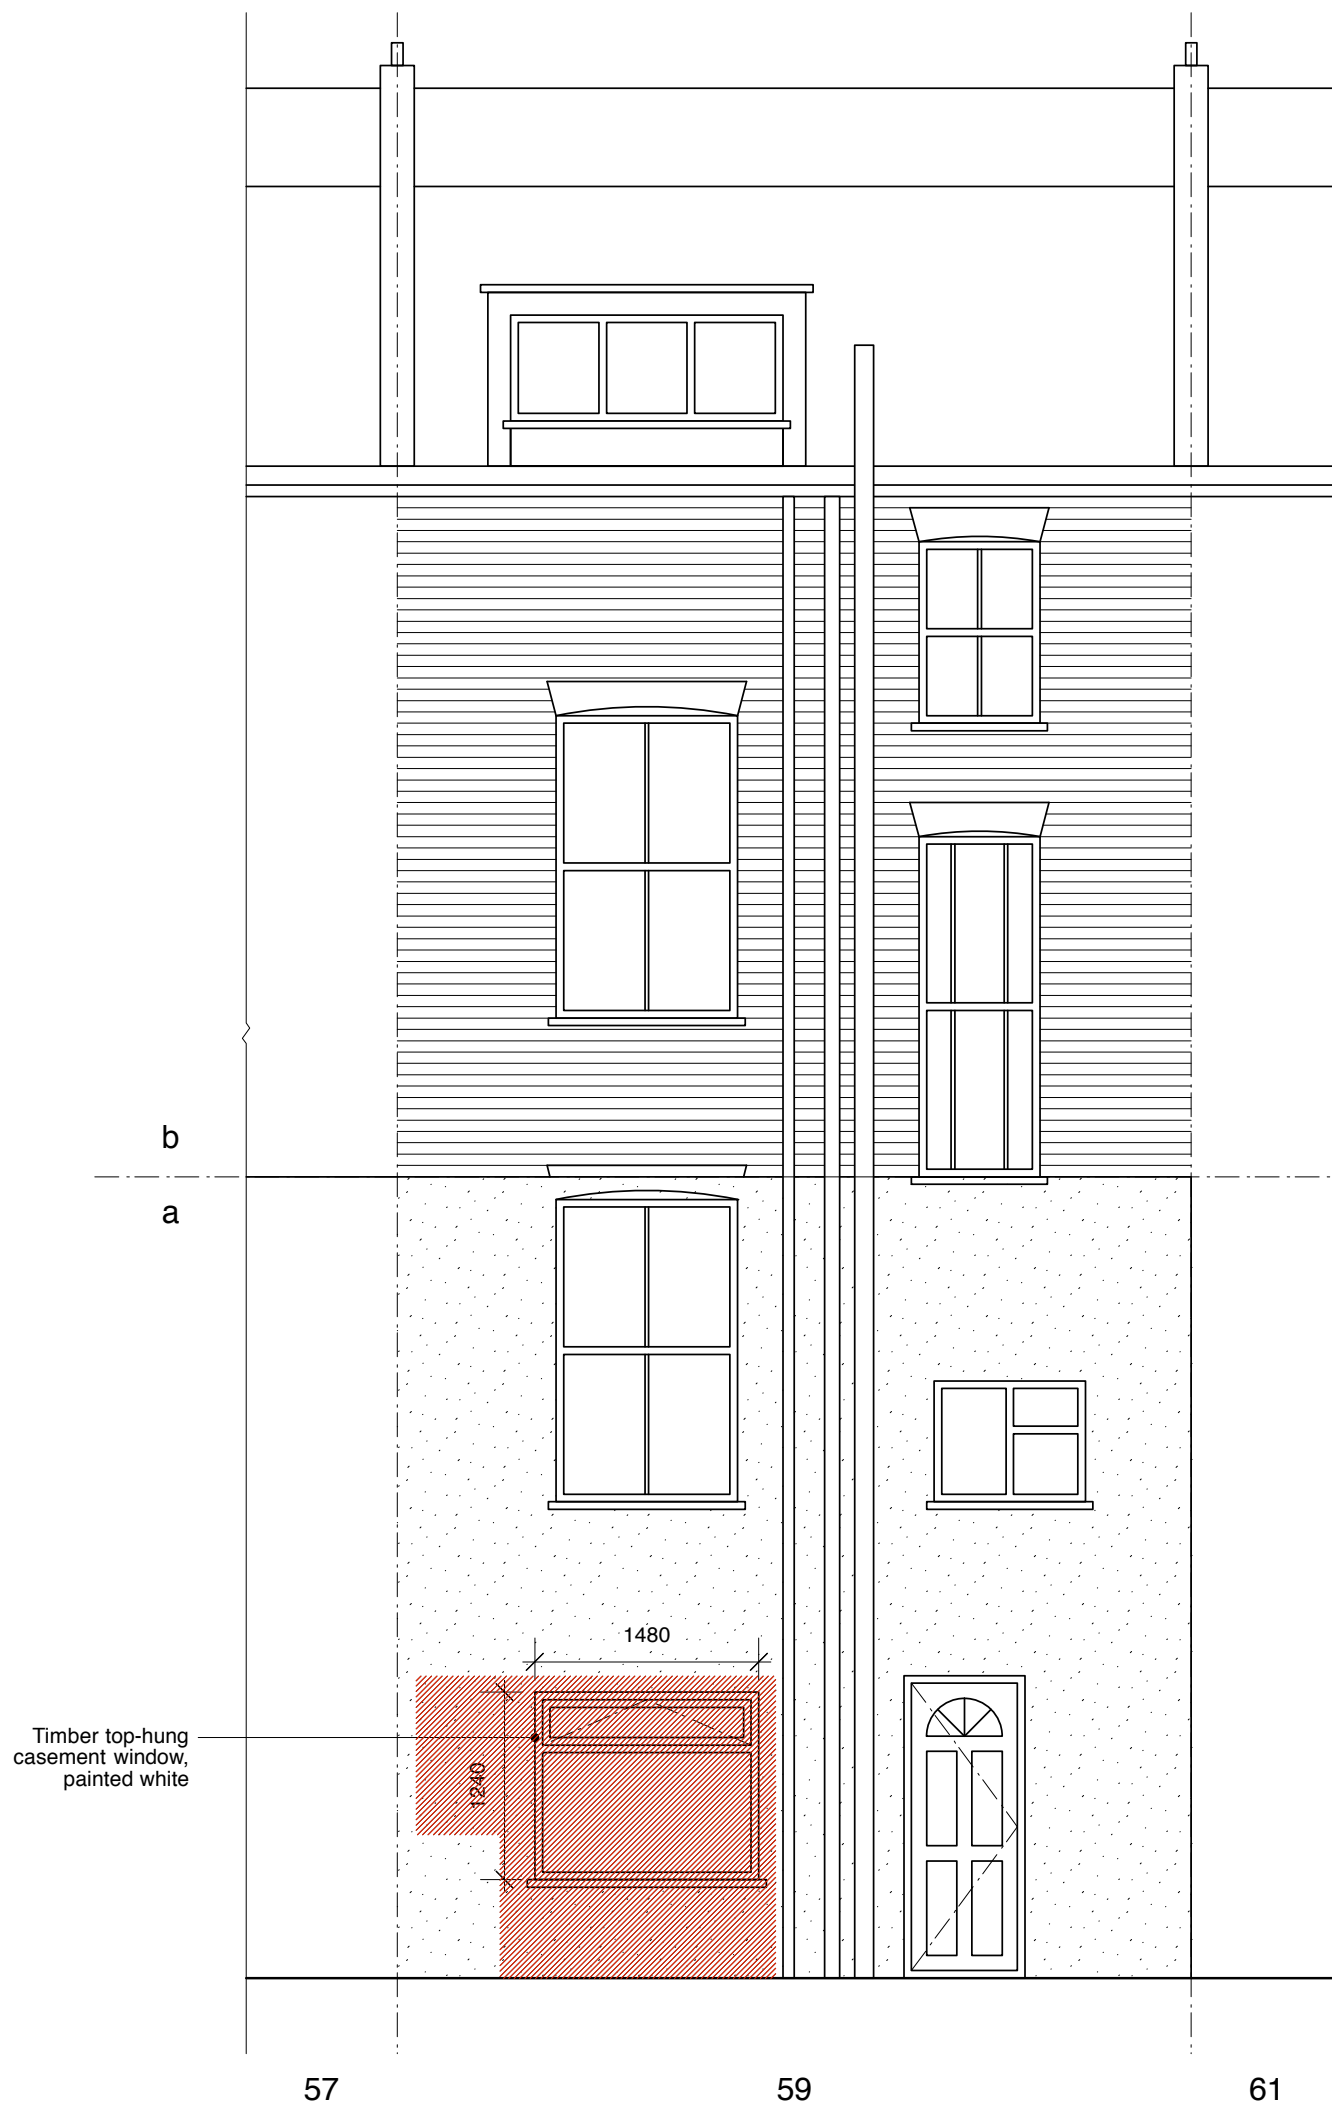 b
a
1480
Timber top-hung
casement window,
painted white
1240
57 59 61